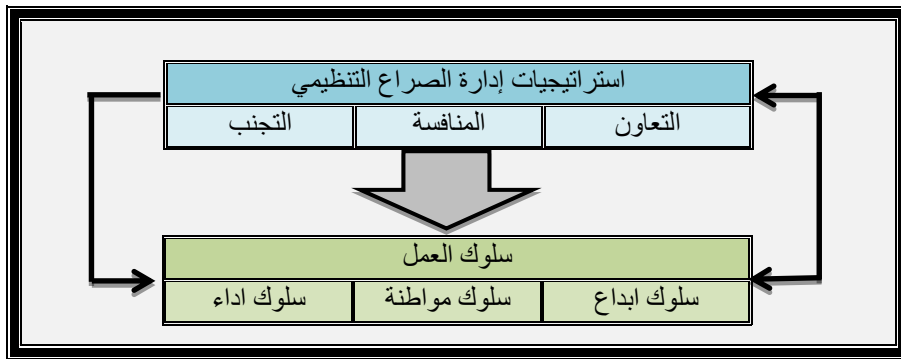 استراتيجيات إدارة الصراع التنظيمي
التعاون المنافسة التجنب
سلوك العمل
سلوك ابداع سلوك مواطنة سلوك اداء